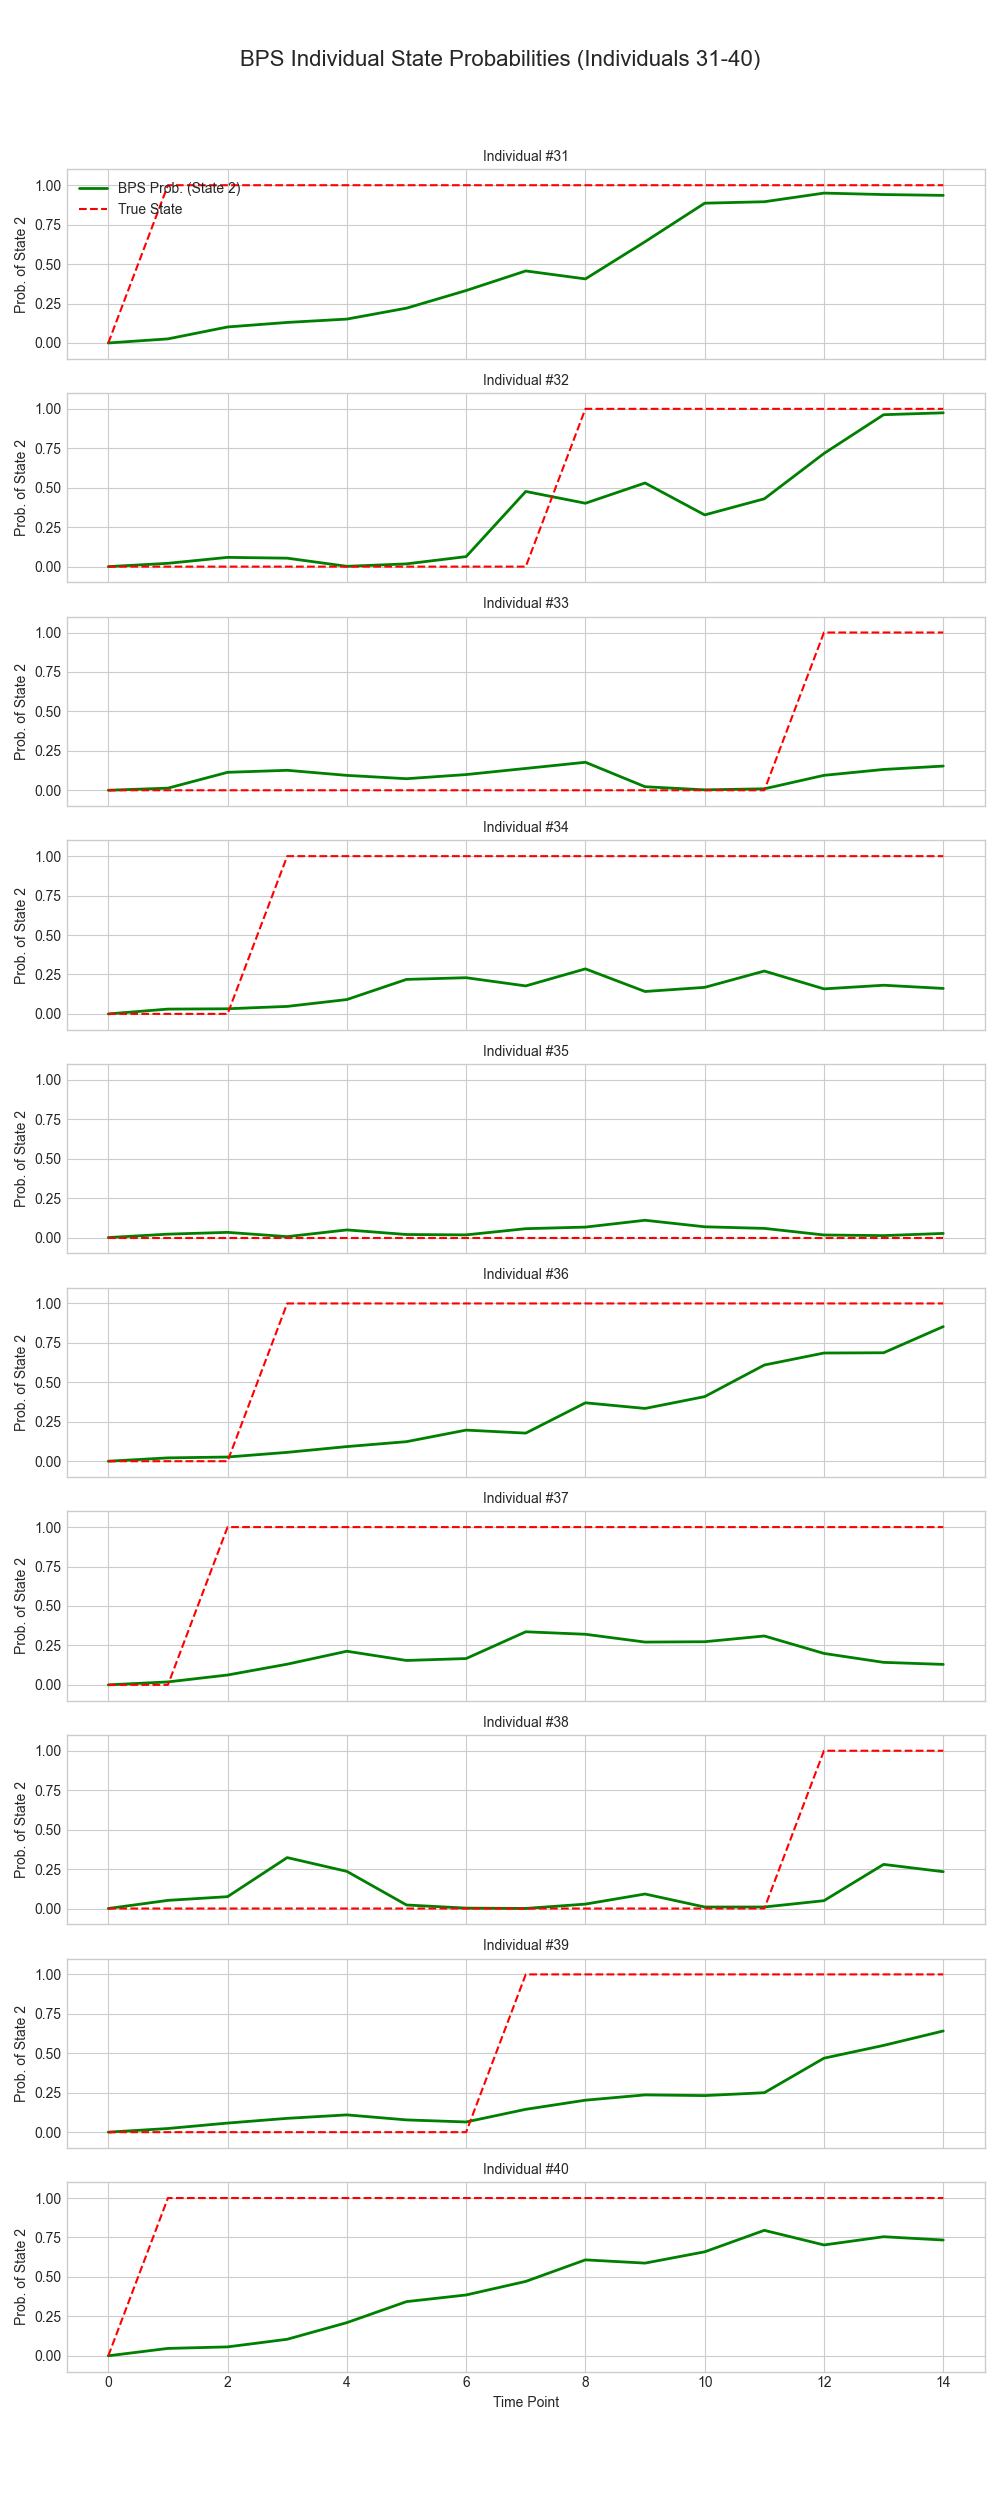 BPS Individual State Probabilities (Individuals 31-40)
Individual #31
BPS Prob. (State 2)
True State
Prob. of State 2
1.00
0.75
0.50
0.25
0.00
Individual #32
Prob. of State 2
1.00
0.75
0.50
0.25
0.00
Individual #33
Prob. of State 2
1.00
0.75
0.50
0.25
0.00
Individual #34
Prob. of State 2
1.00
0.75
0.50
0.25
0.00
Individual #35
Prob. of State 2
1.00
0.75
0.50
0.25
0.00
Individual #36
Prob. of State 2
1.00
0.75
0.50
0.25
0.00
Individual #37
Prob. of State 2
1.00
0.75
0.50
0.25
0.00
Individual #38
Prob. of State 2
1.00
0.75
0.50
0.25
0.00
Individual #39
Prob. of State 2
1.00
0.75
0.50
0.25
0.00
Individual #40
Prob. of State 2
1.00
0.75
0.50
0.25
0.00
0 2 4 6 8 10 12 14
Time Point